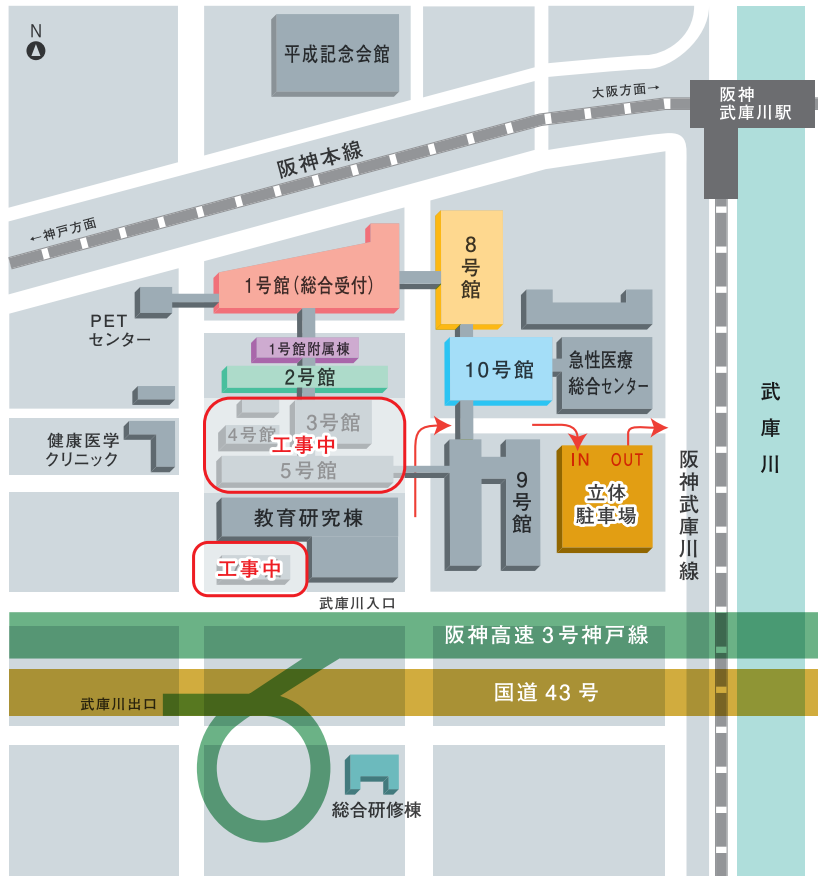 N
平成記念会館
大阪方面→
阪神
武庫川駅
阪神本線
←神戸方面
8号館
1号館(総合受付)
PET
センター
1号館附属棟
2号館
10号館
急性医療
総合センター
武庫川
3号館
4号館
工事中
5号館
健康医学
クリニック
IN OUT
立体
駐車場
9号館
阪神武庫川線
教育研究棟
工事中
武庫川入口
阪神高速3号神戸線
国道43号
武庫川出口
総合研修棟